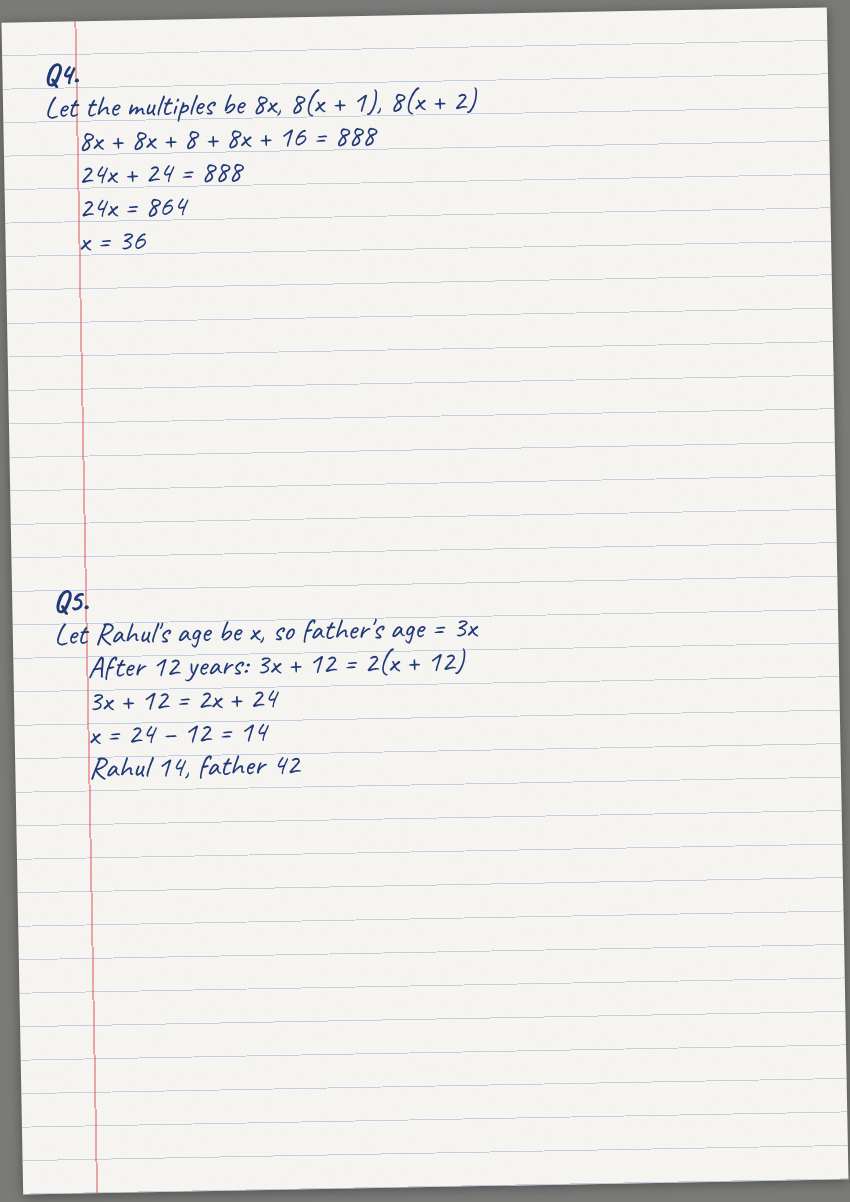 Q4.
Let the multiples be 8x, 8(x + 1), 8(x + 2)
8x + 8x + 8 + 8x + 16 = 888
24x + 24 = 888
24x = 864
x = 36
Q5.
Let Rahul's age be x, so father's age = 3x
After 12 years: 3x + 12 = 2(x + 12)
3x + 12 = 2x + 24
x = 24 – 12 = 14
Rahul 14, father 42